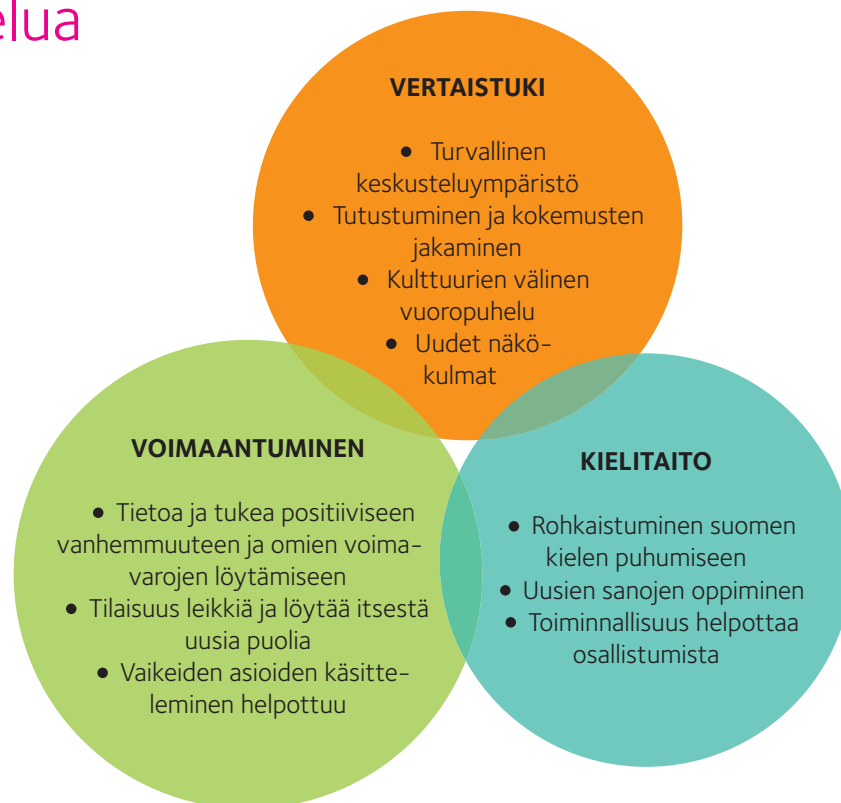 elua
VERTAISTUKI
• Turvallinen
keskusteluympäristö
• Tutustuminen ja kokemusten
jakaminen
• Kulttuurien välinen
vuoropuhelu
• Uudet näkö-
kulmat
VOIMAANTUMINEN
• Tietoa ja tukea positiiviseen
vanhemmuuteen ja omien voima-
varojen löytämiseen
• Tilaisuus leikkiä ja löytää itsestä
uusia puolia
• Vaikeiden asioiden käsitte-
leminen helpottuu
KIELITAITO
• Rohkaistuminen suomen
kielen puhumiseen
• Uusien sanojen oppiminen
• Toiminnallisuus helpottaa
osallistumista